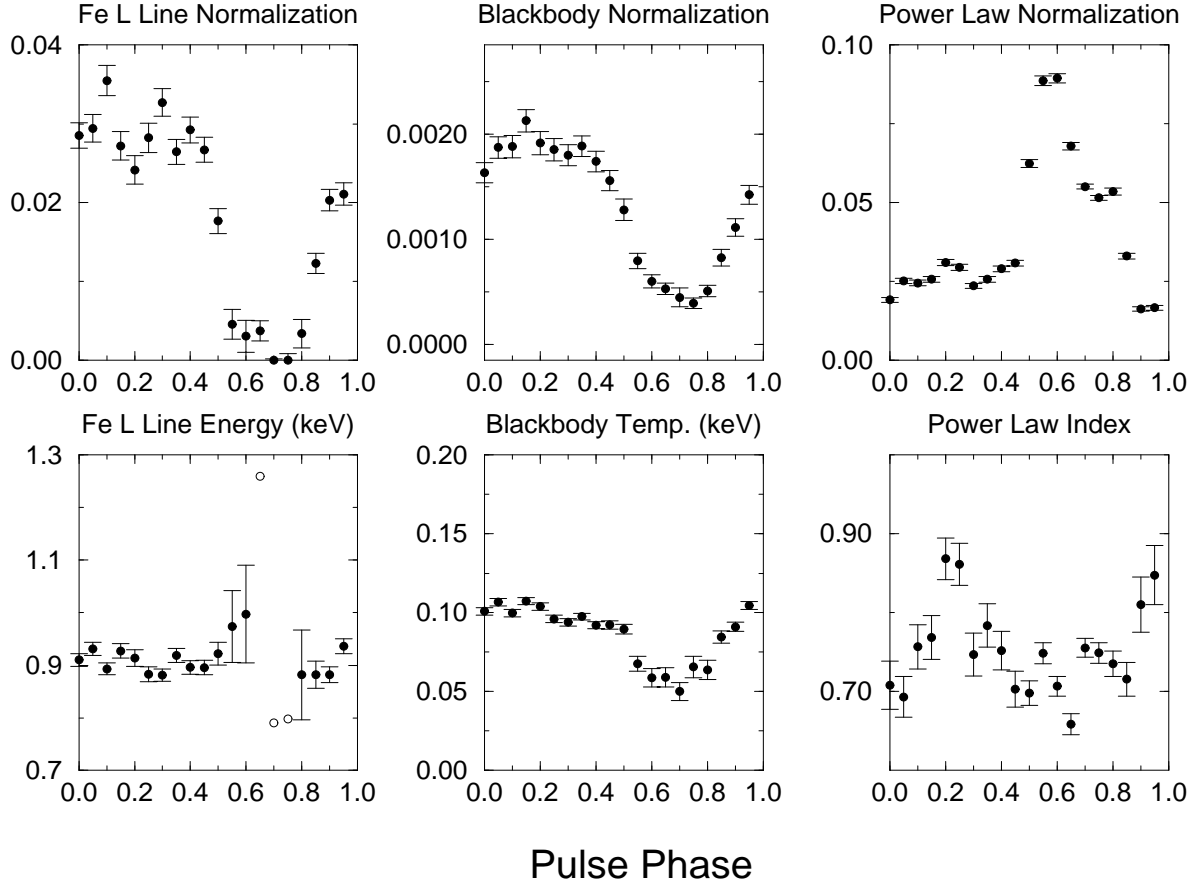 Fe L Line Normalization
Blackbody Normalization
Power Law Normalization
0.04
0.02
0.00
0.0 0.2 0.4 0.6 0.8 1.0
0.0020
0.0010
0.0000
0.0 0.2 0.4 0.6 0.8 1.0
0.10
0.05
0.00
0.0 0.2 0.4 0.6 0.8 1.0
Fe L Line Energy (keV)
Blackbody Temp. (keV)
Power Law Index
1.3
1.1
0.9
0.7
0.0 0.2 0.4 0.6 0.8 1.0
0.20
0.15
0.10
0.05
0.00
0.0 0.2 0.4 0.6 0.8 1.0
0.90
0.70
0.0 0.2 0.4 0.6 0.8 1.0
Pulse Phase